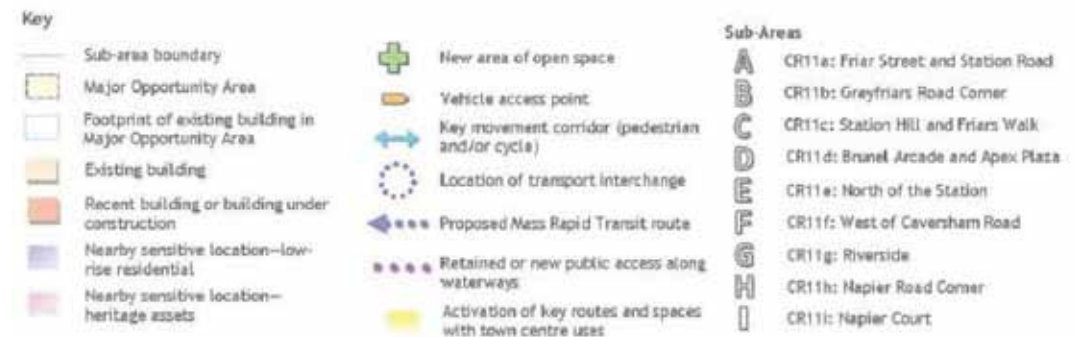 Key
Sub-area boundary
Major Opportunity Area
Footprint of existing building in
Major Opportunity Area
Existing building
Recent building or building under
construction
Nearby sensitive location—low-
rise residential
Nearby sensitive location—
heritage assets
New area of open space
Vehicle access point
Key movement corridor (pedestrian
and/or cycle)
Location of transport interchange
Proposed Mass Rapid Transit route
Retained or new public access along
waterways
Activation of key routes and spaces
with town centre uses
Sub-Areas
A CR11a: Friar Street and Station Road
B CR11b: Greyfriars Road Corner
C CR11c: Station Hill and Friars Walk
D CR11d: Brunel Arcade and Apex Plaza
E CR11e: North of the Station
F CR11f: West of Caversham Road
G CR11g: Riverside
H CR11h: Napier Road Corner
I CR11i: Napier Court